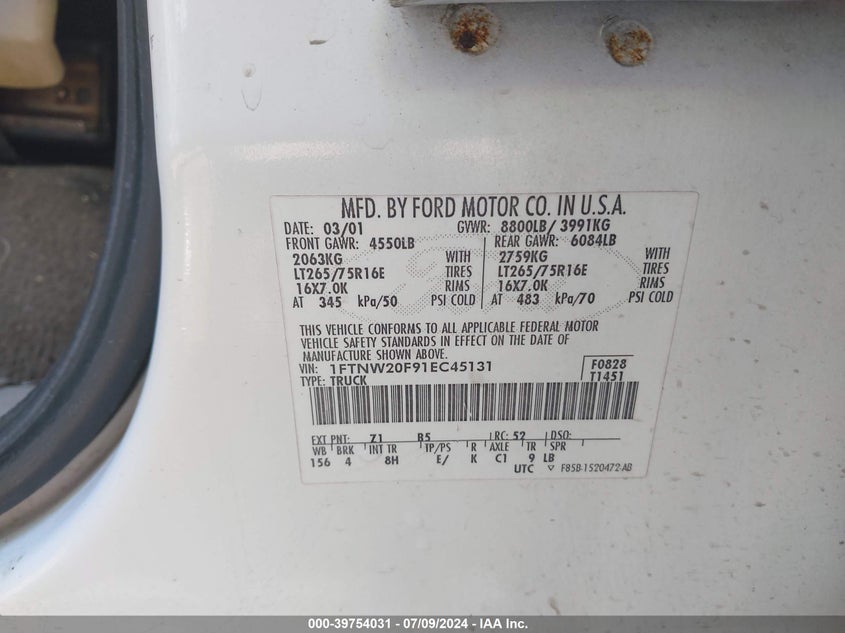 MFD. BY FORD MOTOR CO. IN U.S.A.
DATE: 03/01 GVWR: 8800LB/ 3991KG
FRONT GAWR: 4550LB REAR GAWR: 6084LB
2063KG WITH 2759KG WITH
LT265/75R16E TIRES LT265/75R16E TIRES
16X7.0K RIMS 16X7.0K RIMS
AT 345 kPa/50 PSI COLD AT 483 kPa/70 PSI COLD
THIS VEHICLE CONFORMS TO ALL APPLICABLE FEDERAL MOTOR
VEHICLE SAFETY STANDARDS IN EFFECT ON THE DATE OF
MANUFACTURE SHOWN ABOVE.
VIN: 1FTNW20F91EC45131 F0828
TYPE: TRUCK T1451
EXT PNT: Z1 B5 RC: 52 DSO:
WB BRK INT TR TP/PS R AXLE TR SPR
156 4 8H E/ K C1 9 LB
UTC F85B-1520472-AB
000-39754031 - 07/09/2024 - IAA Inc.